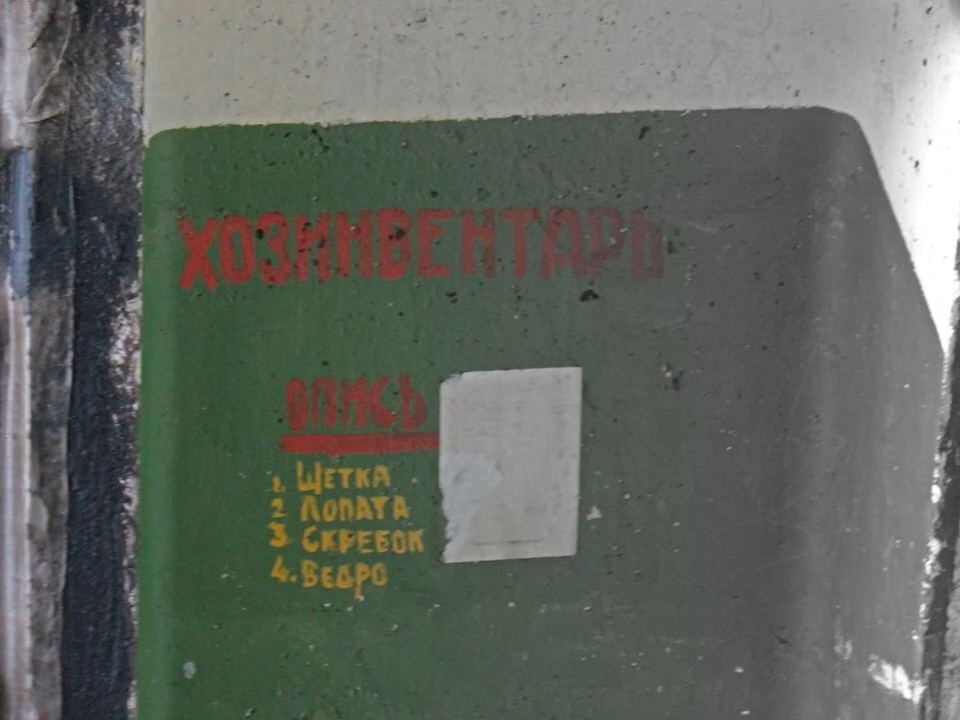 ХОЗИНВЕНТАРЬ
ОПИСЬ
1. ЩЕТКА
2 ЛОПАТА
3 СКРЕБОК
4. ВЕДРО